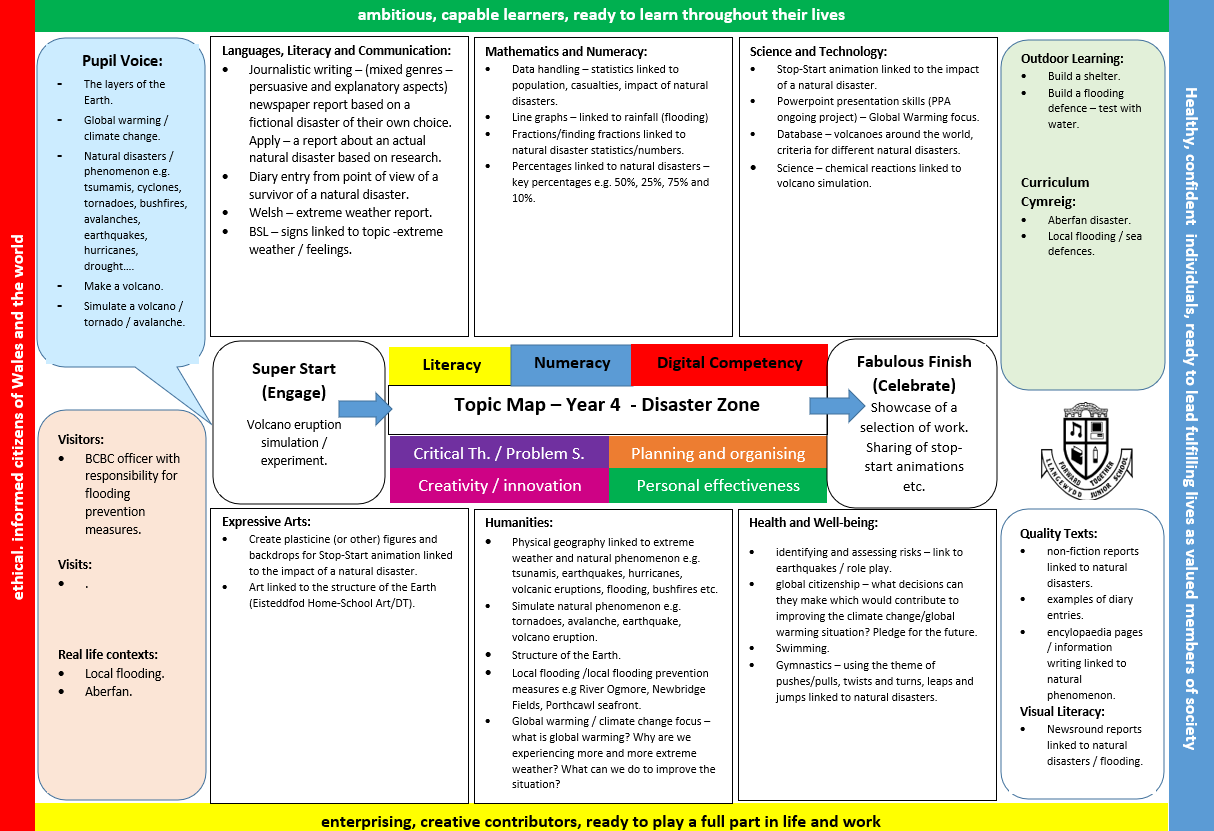 ambitious, capable learners, ready to learn throughout their lives
ethical. informed citizens of Wales and the world
Pupil Voice:
- The layers of the
Earth.
- Global warming /
climate change.
- Natural disasters /
phenomenon e.g.
tsumamis, cyclones,
tornadoes, bushfires,
avalanches,
earthquakes,
hurricanes,
drought....
- Make a volcano.
- Simulate a volcano /
tornado / avalanche.
Languages, Literacy and Communication:
• Journalistic writing – (mixed genres –
persuasive and explanatory aspects)
newspaper report based on a
fictional disaster of their own choice.
Apply – a report about an actual
natural disaster based on research.
• Diary entry from point of view of a
survivor of a natural disaster.
• Welsh – extreme weather report.
• BSL – signs linked to topic -extreme
weather / feelings.
Mathematics and Numeracy:
• Data handling – statistics linked to
population, casualties, impact of natural
disasters.
• Line graphs – linked to rainfall (flooding)
• Fractions/finding fractions linked to
natural disaster statistics/numbers.
• Percentages linked to natural disasters –
key percentages e.g. 50%, 25%, 75% and
10%.
Science and Technology:
• Stop-Start animation linked to the impact
of a natural disaster.
• Powerpoint presentation skills (PPA
ongoing project) – Global Warming focus.
• Database – volcanoes around the world,
criteria for different natural disasters.
• Science – chemical reactions linked to
volcano simulation.
Outdoor Learning:
• Build a shelter.
• Build a flooding
defence – test with
water.
Curriculum
Cymreig:
• Aberfan disaster.
• Local flooding / sea
defences.
Healthy, confident individuals, ready to lead fulfilling lives as valued members of society
Super Start
(Engage)
Volcano eruption
simulation /
experiment.
Literacy
Numeracy
Digital Competency
Topic Map – Year 4 - Disaster Zone
Critical Th. / Problem S.
Planning and organising
Creativity / innovation
Personal effectiveness
Fabulous Finish
(Celebrate)
Showcase of a
selection of work.
Sharing of stop-
start animations
etc.
FORWARD TOGETHER
LLANGEWYDD JUNIOR SCHOOL
Visitors:
• BCBC officer with
responsibility for
flooding
prevention
measures.
Visits:
• .
Real life contexts:
• Local flooding.
• Aberfan.
Expressive Arts:
• Create plasticine (or other) figures and
backdrops for Stop-Start animation linked
to the impact of a natural disaster.
• Art linked to the structure of the Earth
(Eisteddfod Home-School Art/DT).
Humanities:
• Physical geography linked to extreme
weather and natural phenomenon e.g.
tsunamis, earthquakes, hurricanes,
volcanic eruptions, flooding, bushfires etc.
• Simulate natural phenomenon e.g.
tornadoes, avalanche, earthquake,
volcano eruption.
• Structure of the Earth.
• Local flooding /local flooding prevention
measures e.g River Ogmore, Newbridge
Fields, Porthcawl seafront.
• Global warming / climate change focus –
what is global warming? Why are we
experiencing more and more extreme
weather? What can we do to improve the
situation?
Health and Well-being:
• identifying and assessing risks – link to
earthquakes / role play.
• global citizenship – what decisions can
they make which would contribute to
improving the climate change/global
warming situation? Pledge for the future.
• Swimming.
• Gymnastics – using the theme of
pushes/pulls, twists and turns, leaps and
jumps linked to natural disasters.
Quality Texts:
• non-fiction reports
linked to natural
disasters.
• examples of diary
entries.
• encylopaedia pages
/ information
writing linked to
natural
phenomenon.
Visual Literacy:
• Newsround reports
linked to natural
disasters / flooding.
enterprising, creative contributors, ready to play a full part in life and work